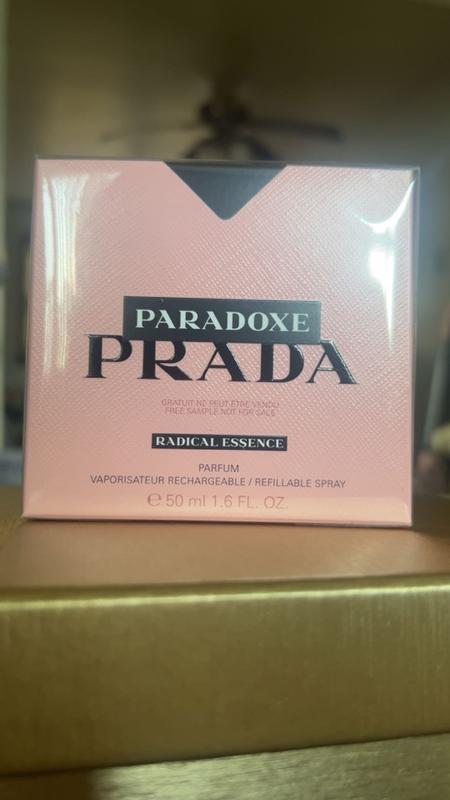 PARADOXE
PRADA
GRATUIT NE PEUT ÊTRE VENDU
FREE SAMPLE NOT FOR SALE
RADICAL ESSENCE
PARFUM
VAPORISATEUR RECHARGEABLE / REFILLABLE SPRAY
℮ 50 ml 1.6 FL. OZ.